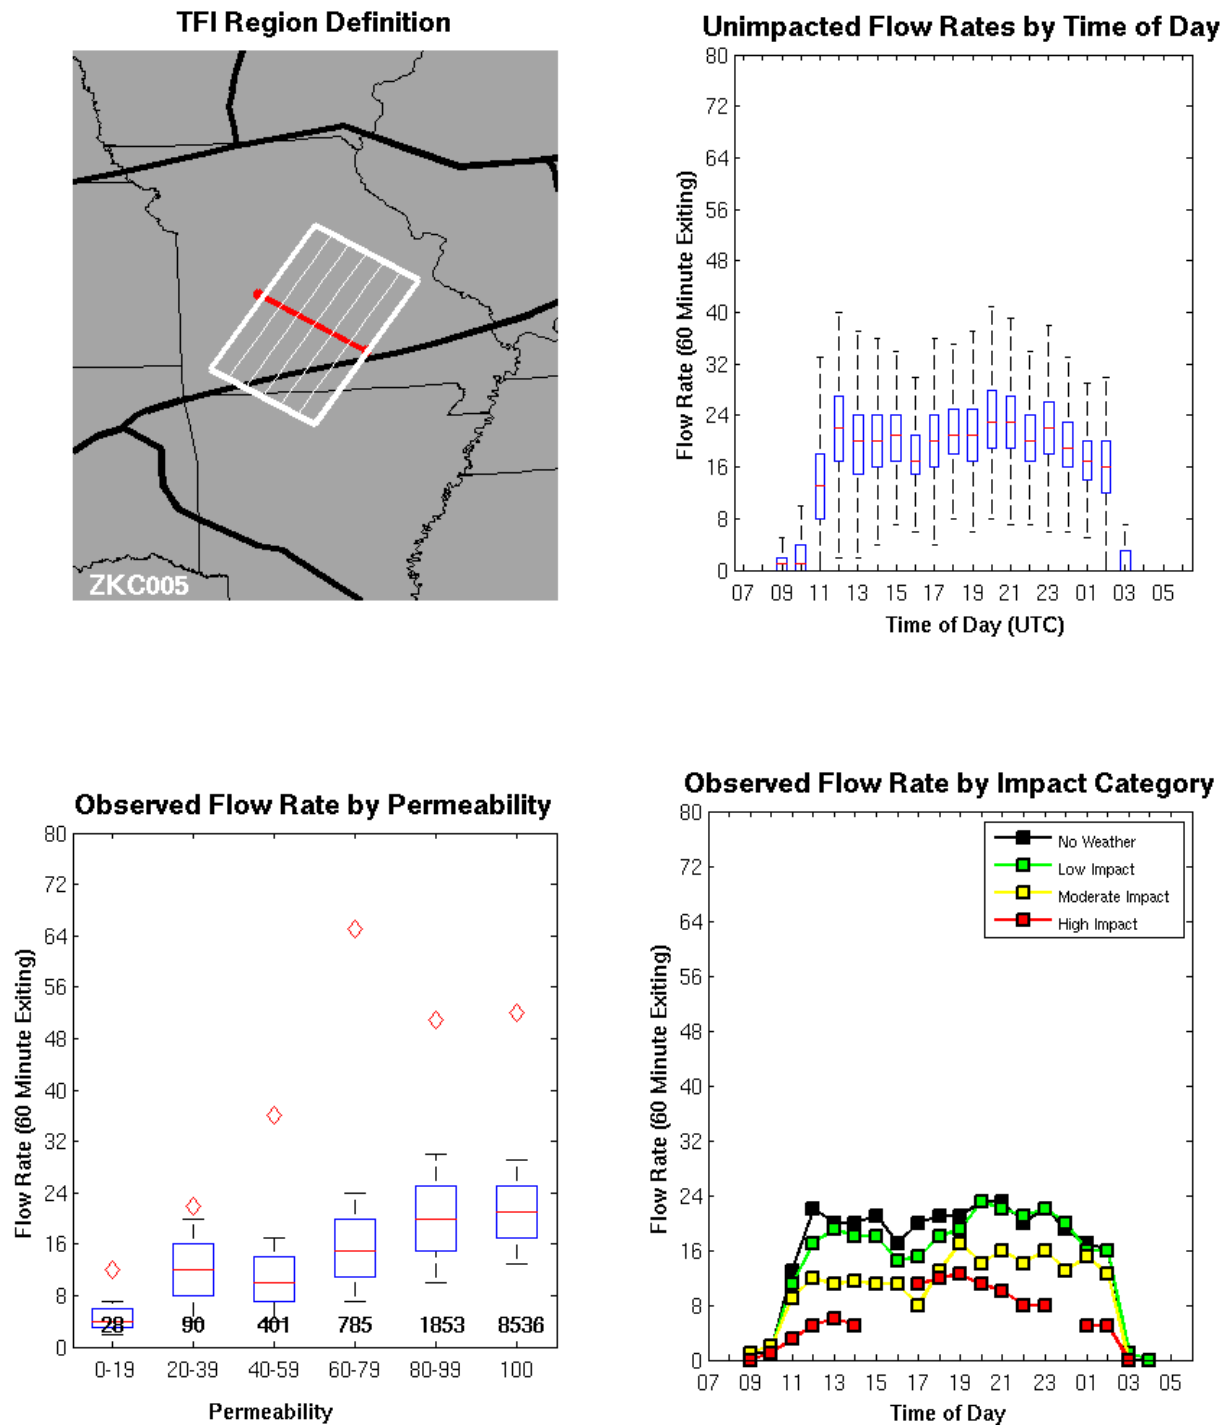 TFI Region Definition
ZKC005
Unimpacted Flow Rates by Time of Day
Flow Rate (60 Minute Exiting)
80
72
64
56
48
40
32
24
16
8
0
07 09 11 13 15 17 19 21 23 01 03 05
Time of Day (UTC)
Observed Flow Rate by Permeability
Flow Rate (60 Minute Exiting)
80
72
64
56
48
40
32
24
16
8
0
28 90 401 785 1853 8536
0-19 20-39 40-59 60-79 80-99 100
Permeability
Observed Flow Rate by Impact Category
Flow Rate (60 Minute Exiting)
80
72
64
56
48
40
32
24
16
8
0
No Weather
Low Impact
Moderate Impact
High Impact
07 09 11 13 15 17 19 21 23 01 03 05
Time of Day